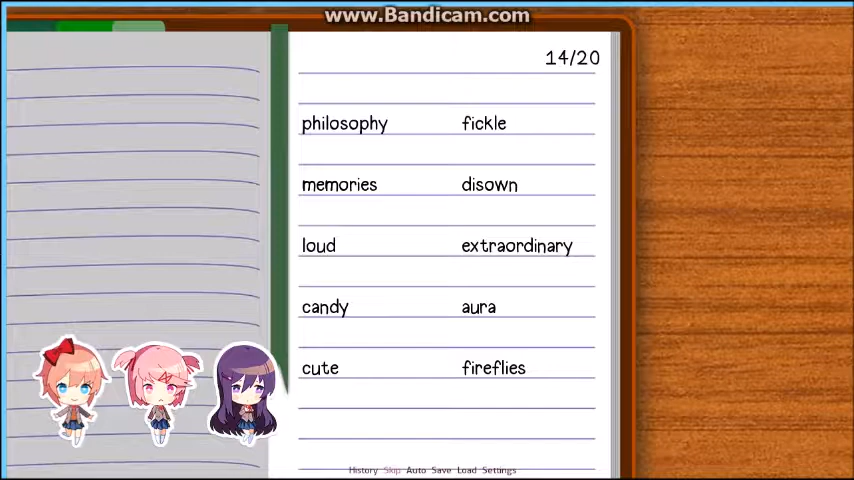 www.Bandicam.com
14/20
philosophy fickle
memories disown
loud extraordinary
candy aura
cute fireflies
History Skip Auto Save Load Settings